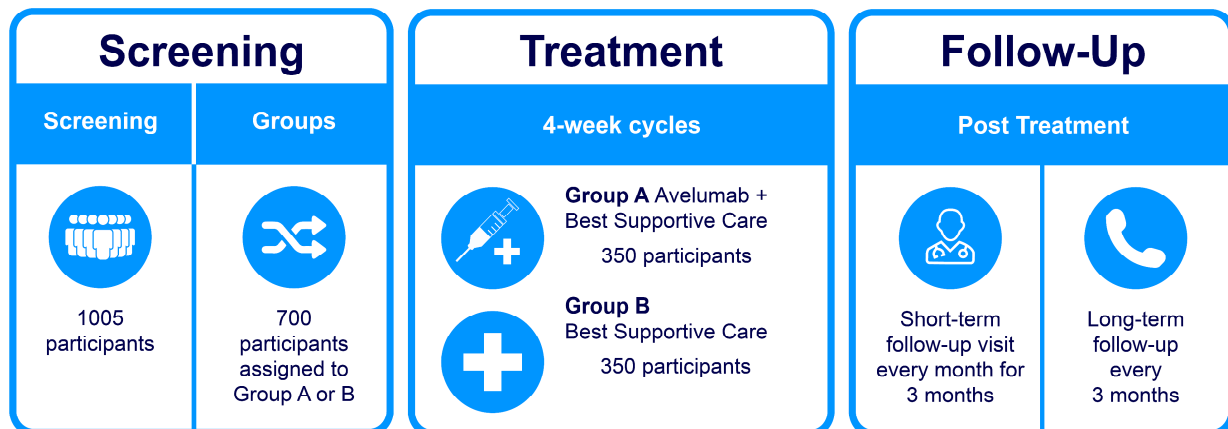 Screening
Screening
Groups
1005
participants
700
participants
assigned to
Group A or B
Treatment
4-week cycles
Group A Avelumab +
Best Supportive Care
350 participants
Group B
Best Supportive Care
350 participants
Follow-Up
Post Treatment
Short-term
follow-up visit
every month for
3 months
Long-term
follow-up
every
3 months